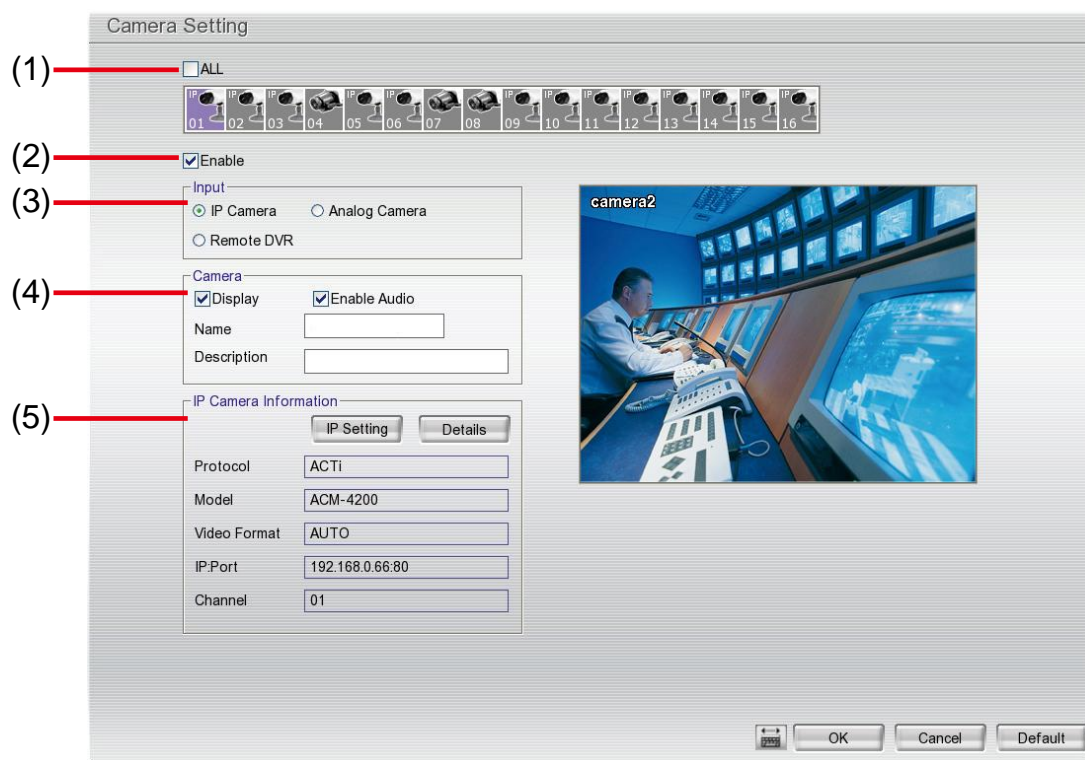 Camera Setting
(1)
ALL
IP 01 IP 02 IP 03 04 IP 05 IP 06 07 08 IP 09 IP 10 IP 11 IP 12 IP 13 IP 14 IP 15 IP 16
(2)
Enable
(3)
Input
IP Camera Analog Camera
Remote DVR
camera2
(4)
Camera
Display Enable Audio
Name
Description
(5)
IP Camera Information
IP Setting Details
Protocol ACTi
Model ACM-4200
Video Format AUTO
IP:Port 192.168.0.66:80
Channel 01
OK Cancel Default